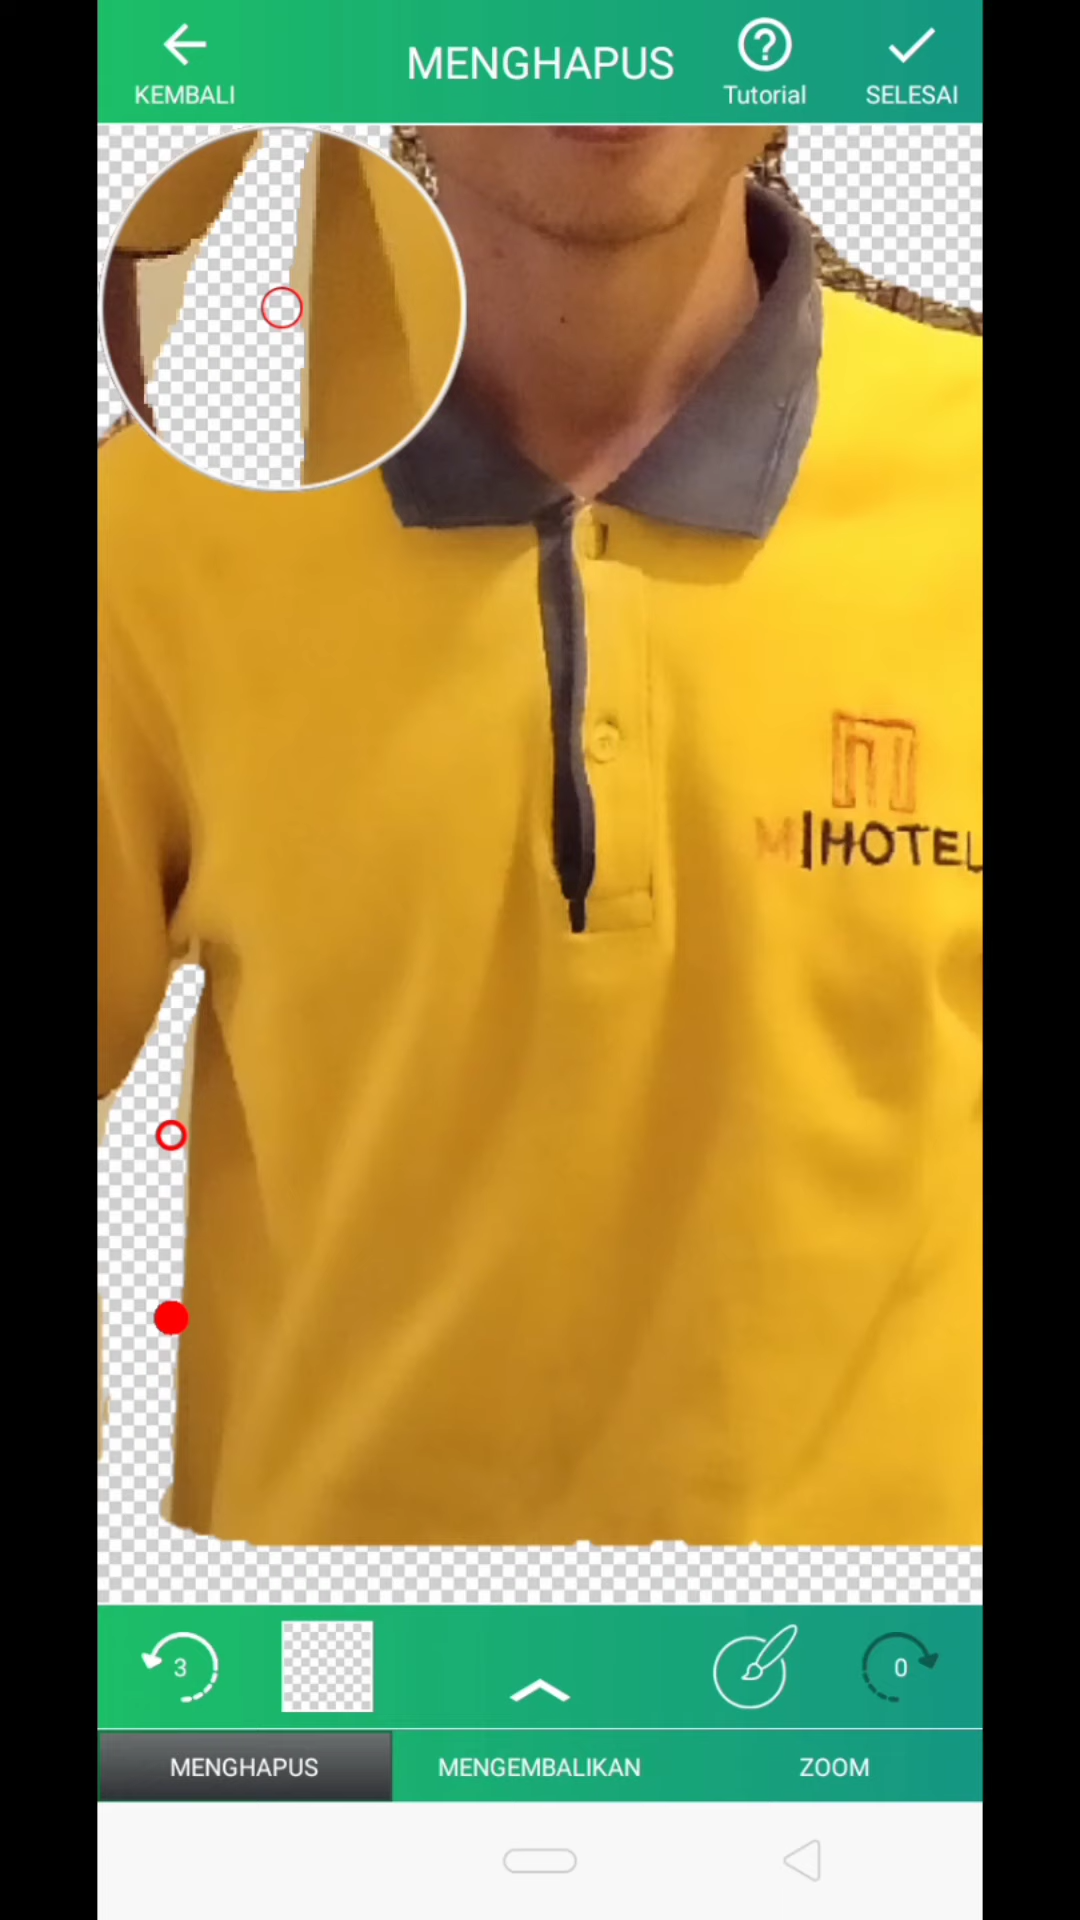 KEMBALI
MENGHAPUS
Tutorial
SELESAI
M|HOTEL
3
0
MENGHAPUS
MENGEMBALIKAN
ZOOM